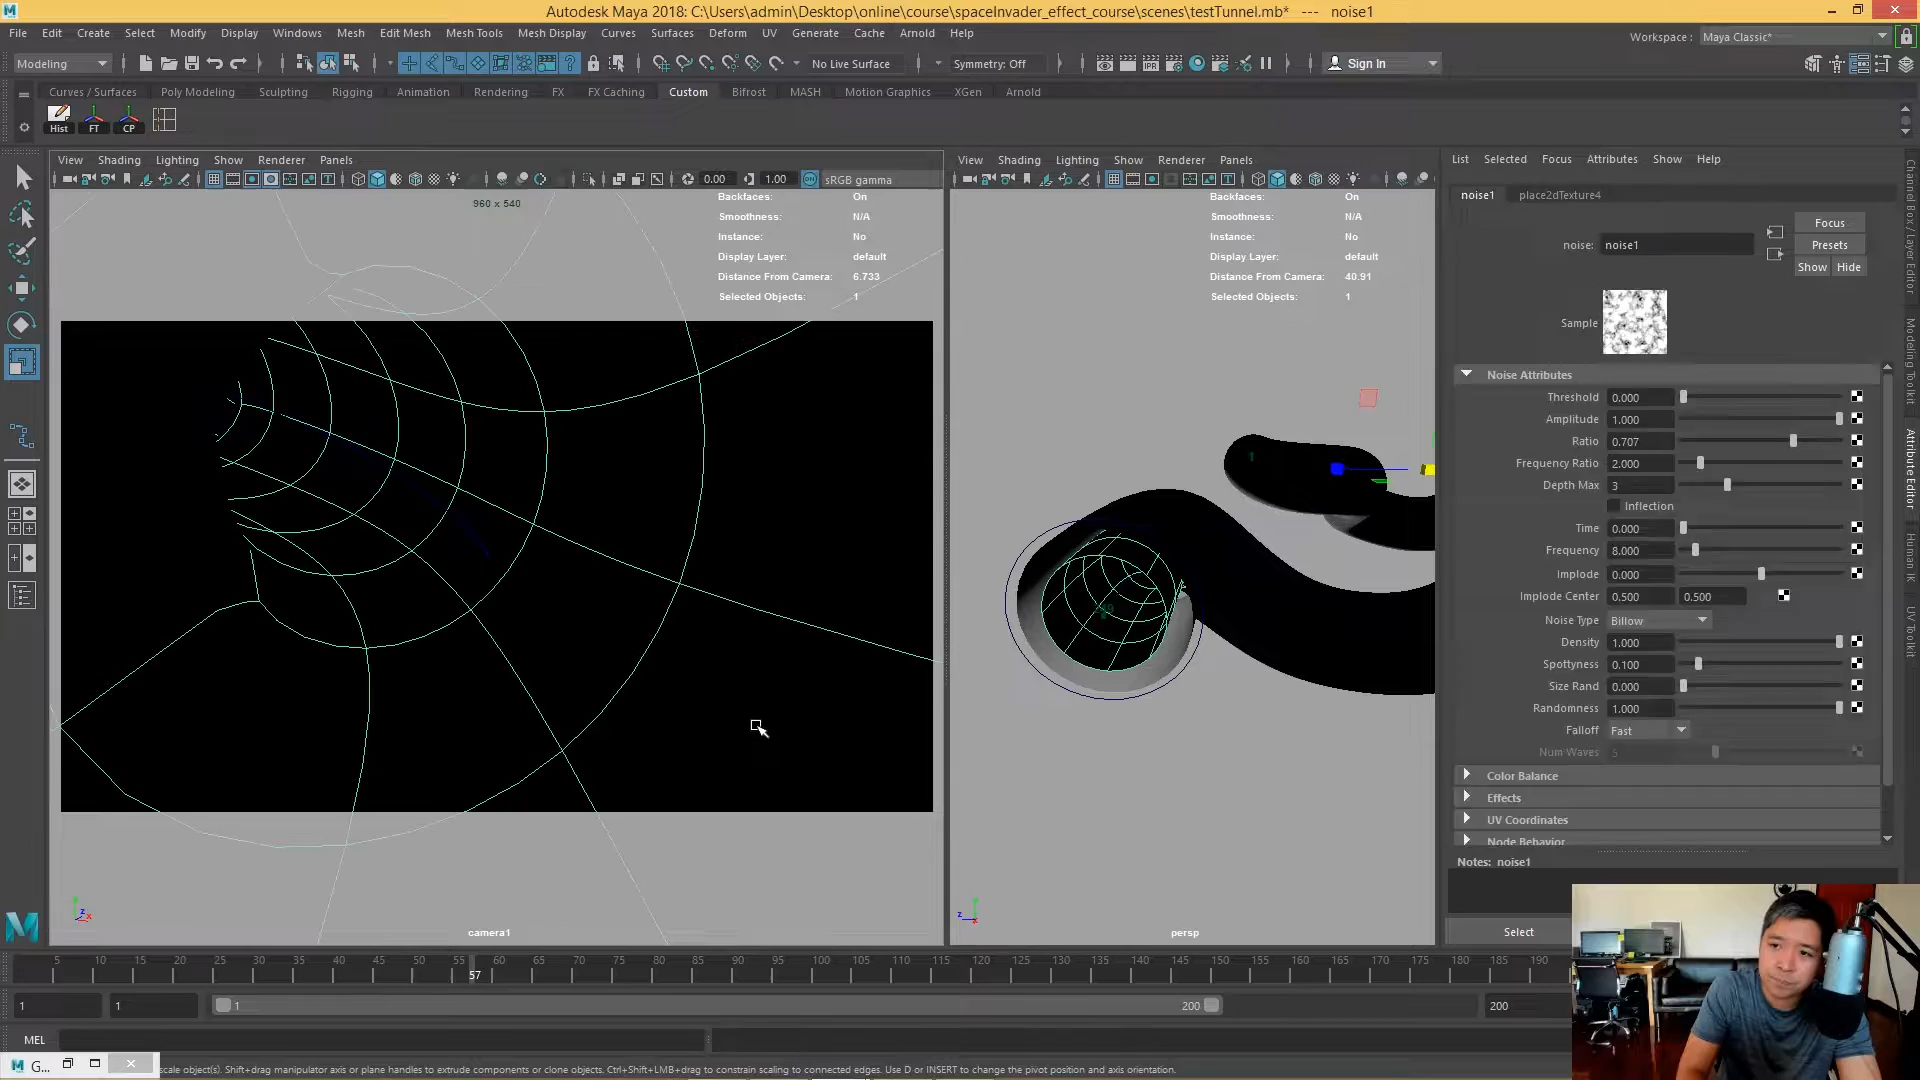 Autodesk Maya 2018: C:\Users\admin\Desktop\online\course\spaceInvader_effect_course\scenes\testTunnel.mb* --- noise1
File Edit Create Select Modify Display Windows Mesh Edit Mesh Mesh Tools Mesh Display Curves Surfaces Deform UV Generate Cache Arnold Help
Workspace : Maya Classic*
Modeling No Live Surface Symmetry: Off Sign In
Curves / Surfaces Poly Modeling Sculpting Rigging Animation Rendering FX FX Caching Custom Bifrost MASH Motion Graphics XGen Arnold
Hist FT CP
View Shading Lighting Show Renderer Panels
0.00 1.00 sRGB gamma
960 x 540
Backfaces: On
Smoothness: N/A
Instance: No
Display Layer: default
Distance From Camera: 6.733
Selected Objects: 1
camera1
View Shading Lighting Show Renderer Panels
Backfaces: On
Smoothness: N/A
Instance: No
Display Layer: default
Distance From Camera: 40.91
Selected Objects: 1
persp
List Selected Focus Attributes Show Help
noise1 place2dTexture4
Focus
noise: noise1 Presets
Show Hide
Sample
Noise Attributes
Threshold 0.000
Amplitude 1.000
Ratio 0.707
Frequency Ratio 2.000
Depth Max 3
Inflection
Time 0.000
Frequency 8.000
Implode 0.000
Implode Center 0.500 0.500
Noise Type Billow
Density 1.000
Spottyness 0.100
Size Rand 0.000
Randomness 1.000
Falloff Fast
Num Waves 5
Color Balance
Effects
UV Coordinates
Node Behavior
Notes: noise1
Select
Channel Box / Layer Editor
Modeling Toolkit
Attribute Editor
Human IK
UV Toolkit
5 10 15 20 25 30 35 40 45 50 55 60 65 70 75 80 85 90 95 100 105 110 115 120 125 130 135 140 145 150 155 160 165 170 175 180 185 190
57
1 1 1 200 200
MEL
G...
scale object(s). Shift+drag manipulator axis or plane handles to extrude components or clone objects. Ctrl+Shift+LMB+drag to constrain scaling to connected edges. Use D or INSERT to change the pivot position and axis orientation.